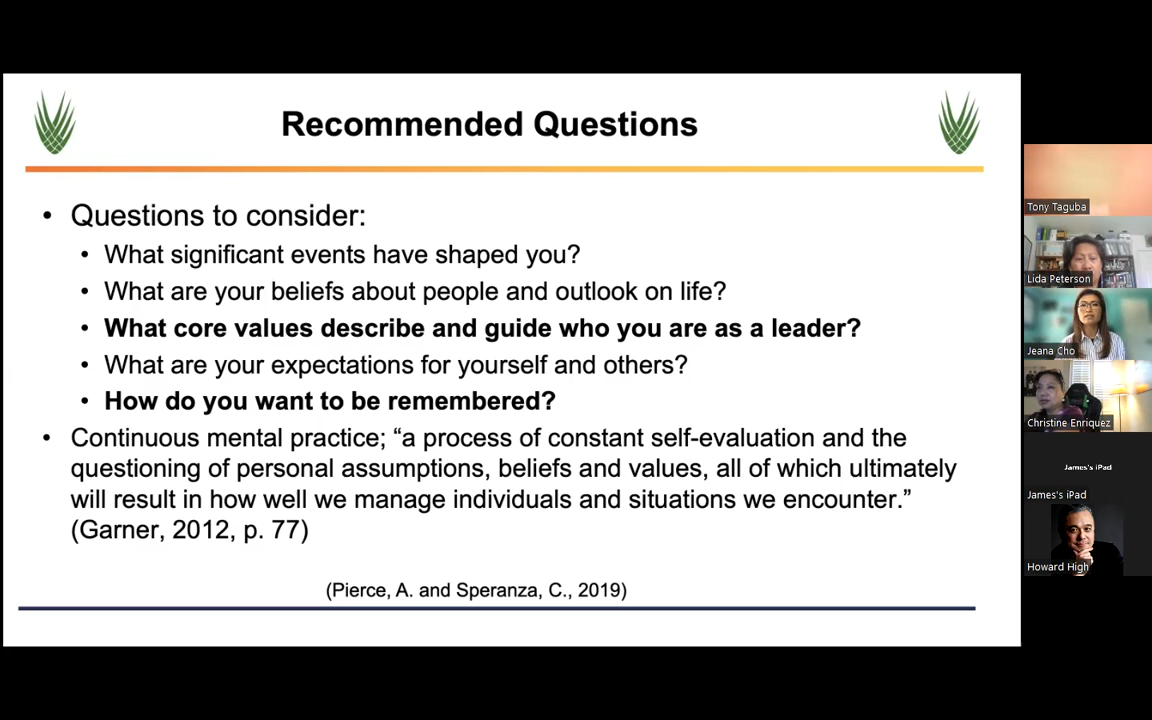 Recommended Questions
• Questions to consider:
• What significant events have shaped you?
• What are your beliefs about people and outlook on life?
• What core values describe and guide who you are as a leader?
• What are your expectations for yourself and others?
• How do you want to be remembered?
• Continuous mental practice; “a process of constant self-evaluation and the
questioning of personal assumptions, beliefs and values, all of which ultimately
will result in how well we manage individuals and situations we encounter.”
(Garner, 2012, p. 77)
(Pierce, A. and Speranza, C., 2019)
Tony Taguba
Lida Peterson
Jeana Cho
Christine Enriquez
James's iPad
James's iPad
Howard High